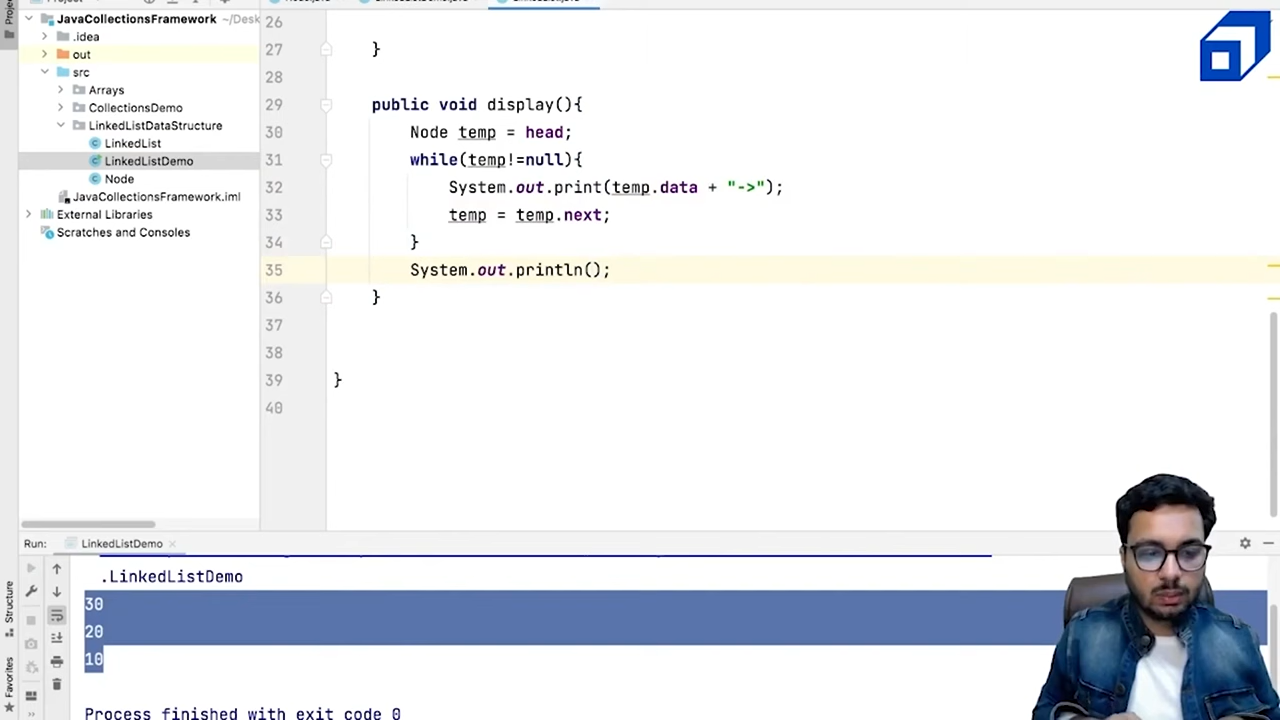 JavaCollectionsFramework ~/Desk
.idea
out
src
Arrays
CollectionsDemo
LinkedListDataStructure
LinkedList
LinkedListDemo
Node
JavaCollectionsFramework.iml
External Libraries
Scratches and Consoles
26
27 }
28
29 public void display(){
30 Node temp = head;
31 while(temp!=null){
32 System.out.print(temp.data + "->");
33 temp = temp.next;
34 }
35 System.out.println();
36 }
37
38
39 }
40
Run: LinkedListDemo
.LinkedListDemo
30
20
10
Process finished with exit code 0
Structure
Favorites